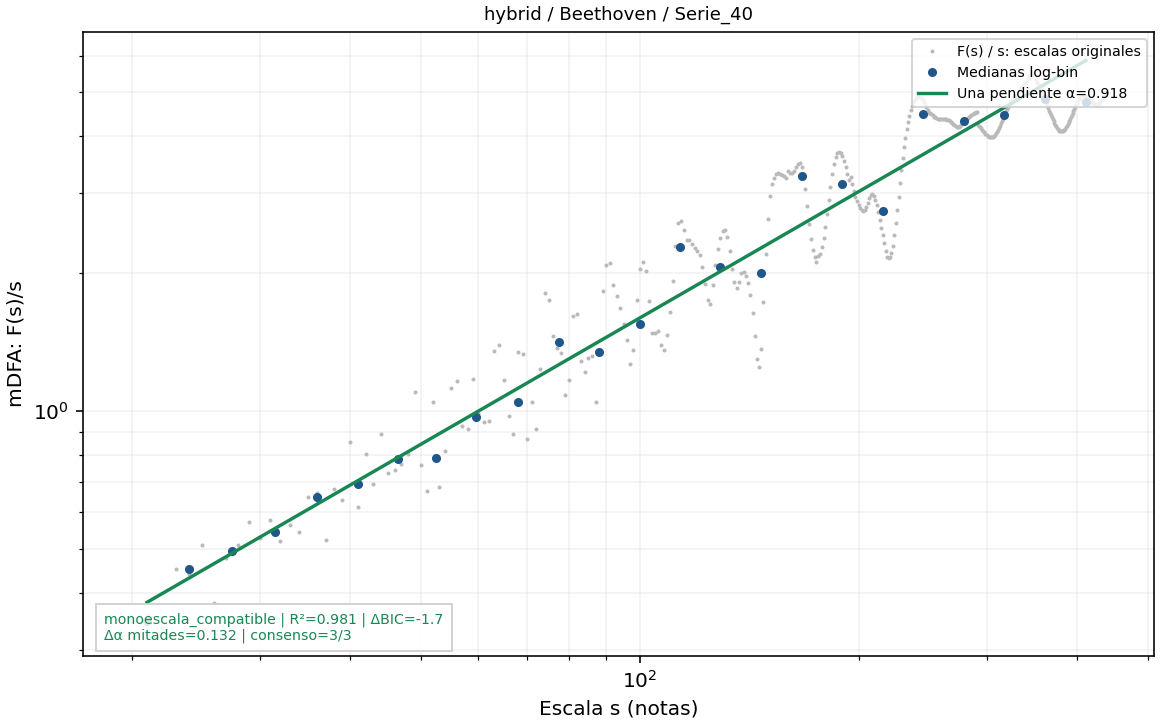 hybrid / Beethoven / Serie_40
F(s) / s: escalas originales
Medianas log-bin
Una pendiente α=0.918
mDFA: F(s)/s
10⁰
monoescala_compatible | R²=0.981 | ΔBIC=-1.7
Δα mitades=0.132 | consenso=3/3
10²
Escala s (notas)